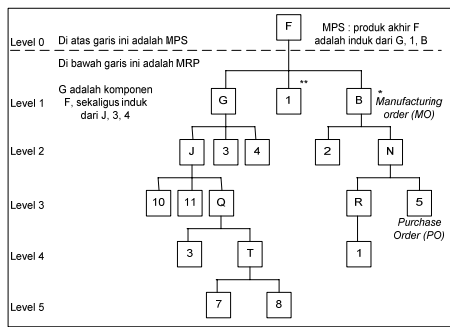 F
MPS : produk akhir F
adalah induk dari G, 1, B
Level 0
Di atas garis ini adalah MPS
Di bawah garis ini adalah MRP
**
G adalah komponen
F, sekaligus induk
dari J, 3, 4
Level 1
G
1
B
*
Manufacturing
order (MO)
Level 2
J
3
4
2
N
Level 3
10
11
Q
R
5
Purchase
Order (PO)
Level 4
3
T
1
Level 5
7
8